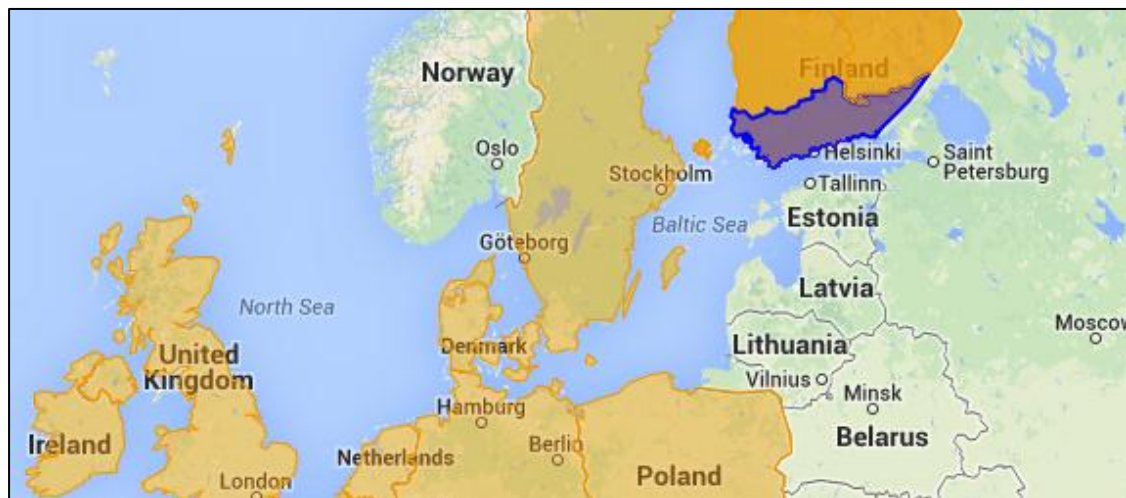 Norway
Finland
Oslo
Helsinki
Saint
Petersburg
Stockholm
Tallinn
Baltic Sea
Estonia
Göteborg
North Sea
Latvia
Moscow
Denmark
Lithuania
United
Kingdom
Vilnius
Minsk
Hamburg
Belarus
Ireland
Berlin
Netherlands
Poland
London